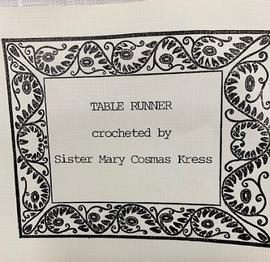 TABLE RUNNER
crocheted by
Sister Mary Cosmas Kress